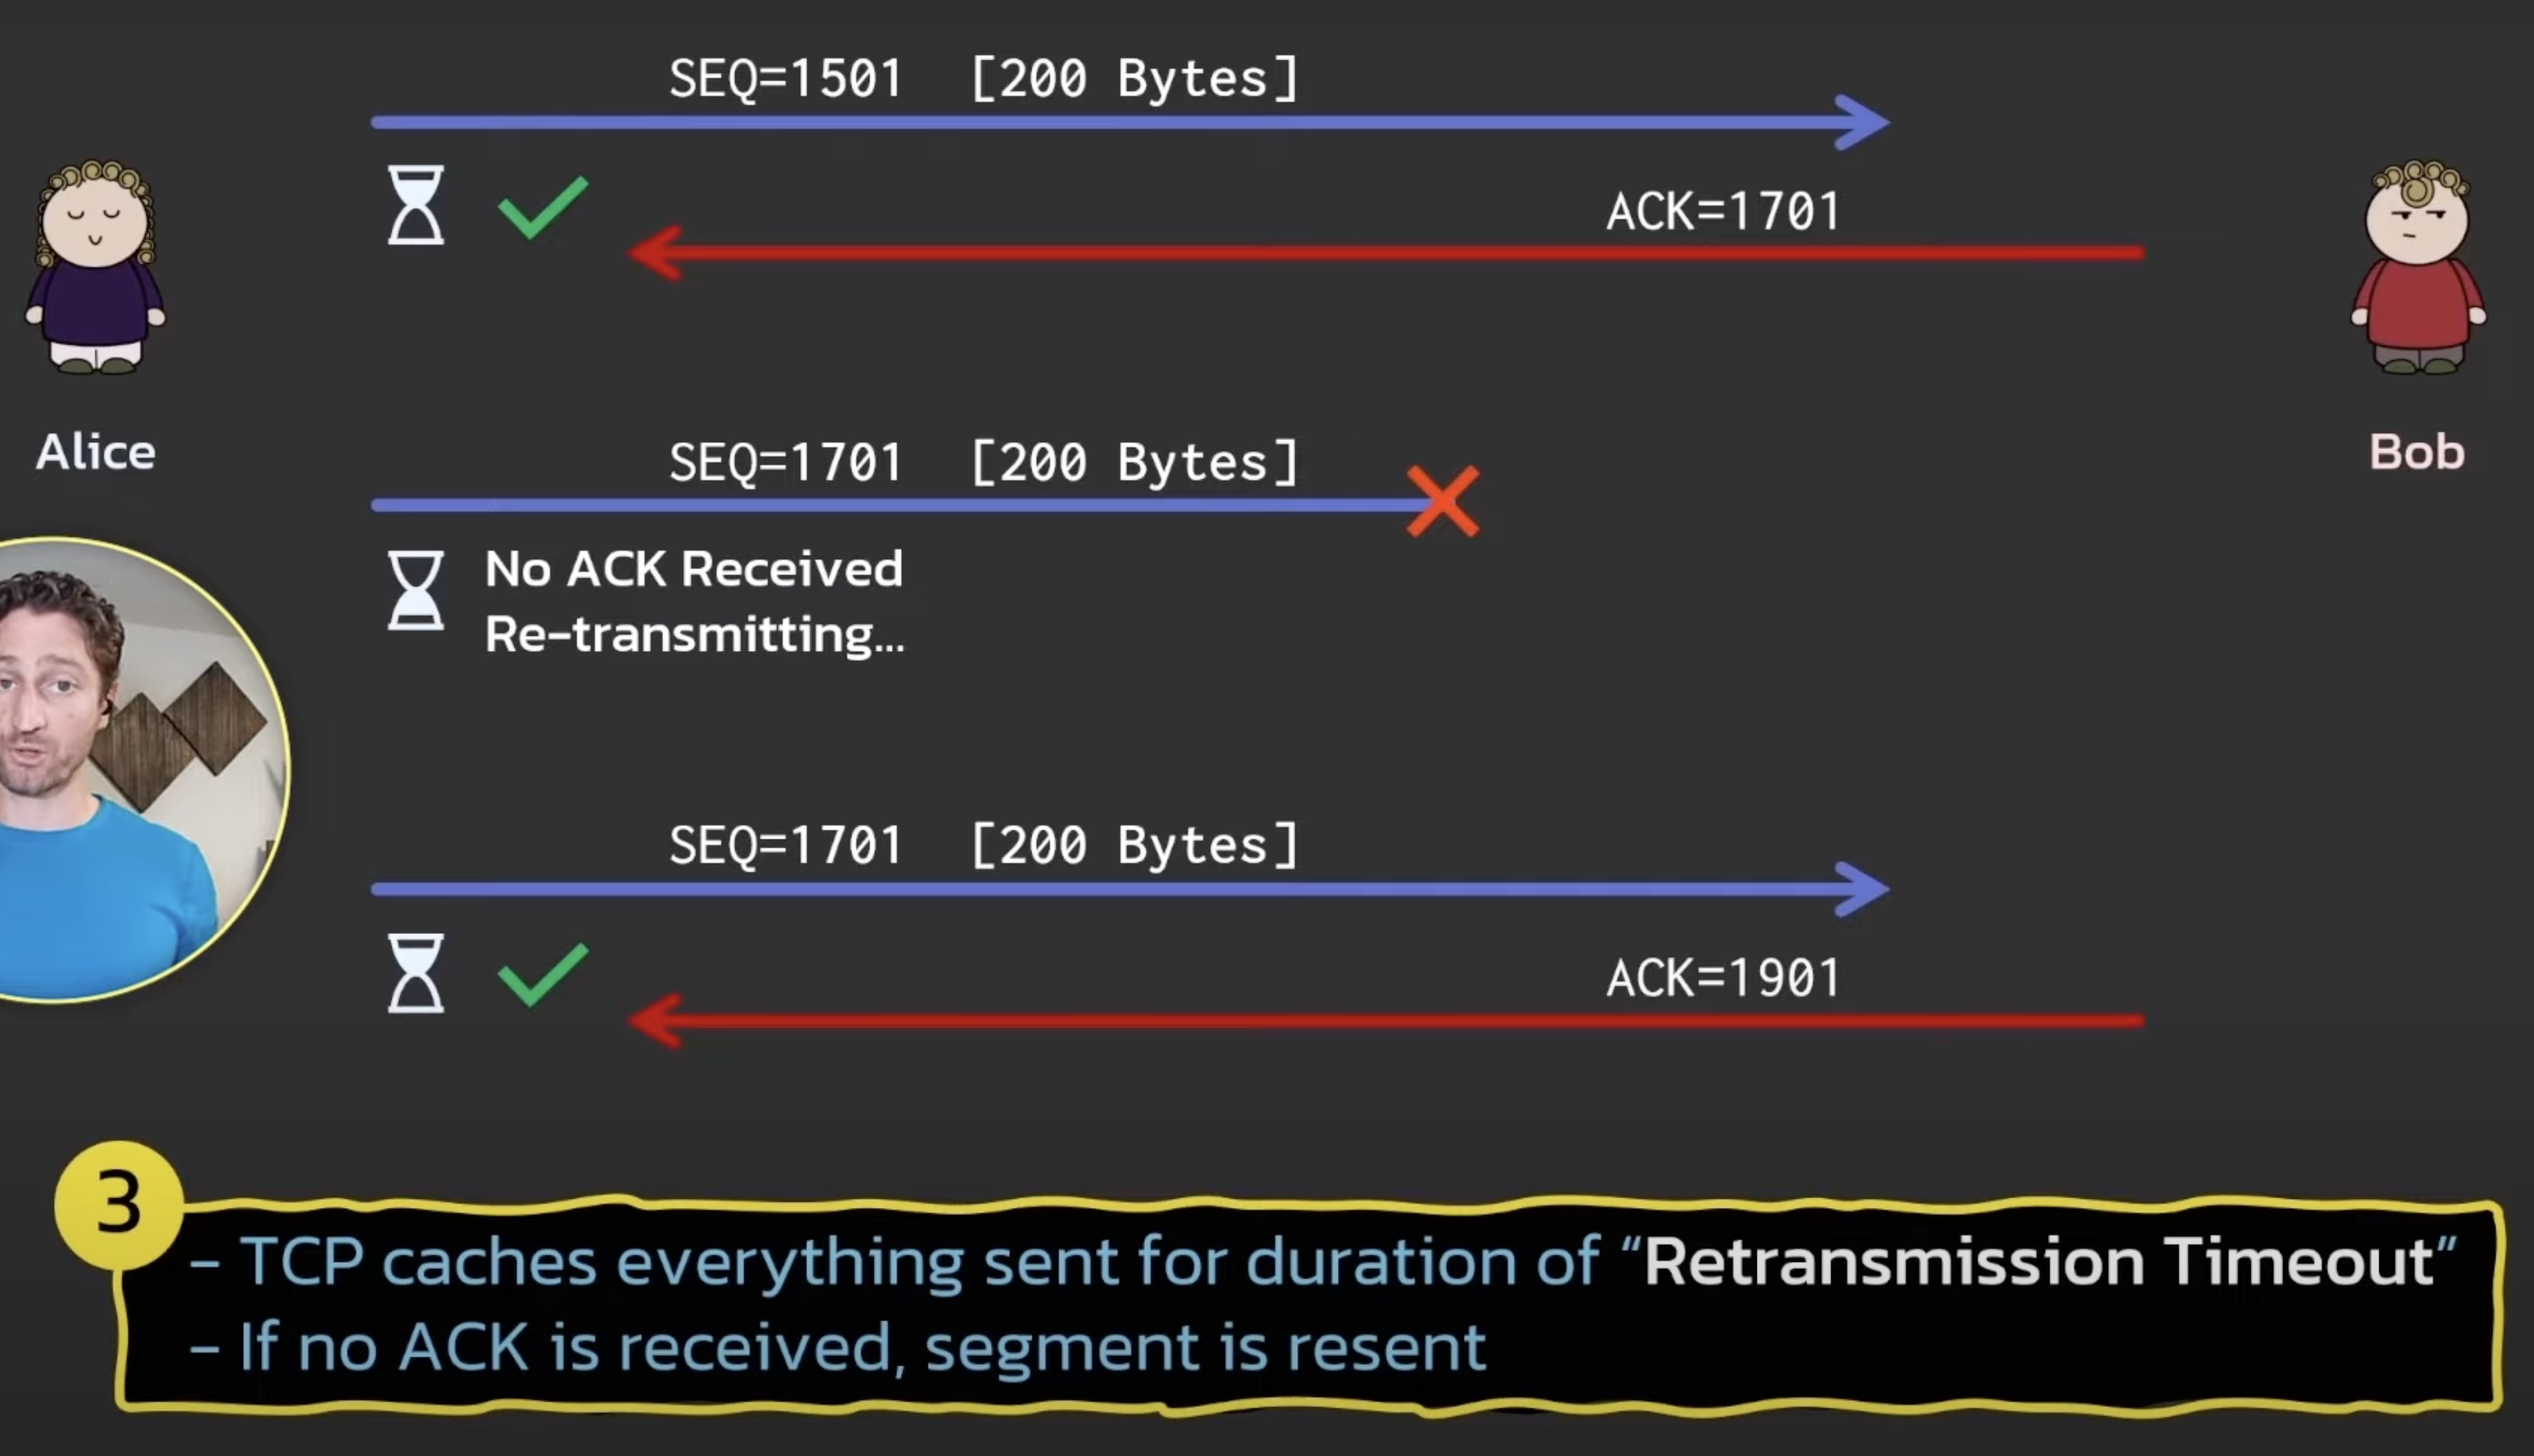 SEQ=1501 [200 Bytes]
ACK=1701
Alice
Bob
SEQ=1701 [200 Bytes]
No ACK Received
Re-transmitting...
SEQ=1701 [200 Bytes]
ACK=1901
3
- TCP caches everything sent for duration of “Retransmission Timeout”
- If no ACK is received, segment is resent